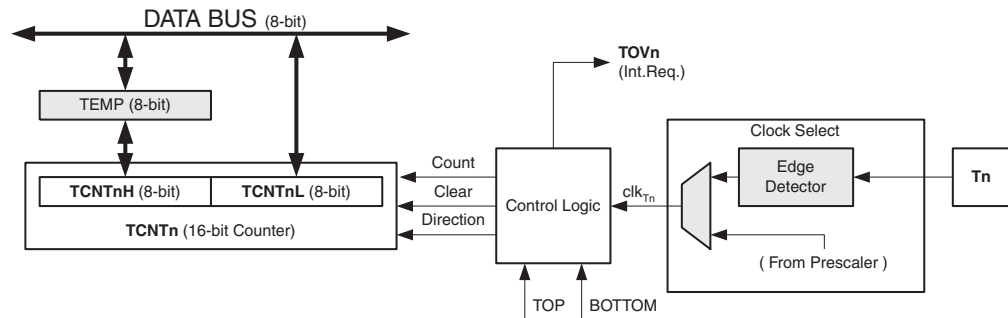 DATA BUS (8-bit)
TEMP (8-bit)
TCNTnH (8-bit)
TCNTnL (8-bit)
TCNTn (16-bit Counter)
Count
Clear
Direction
Control Logic
TOVn
(Int.Req.)
TOP
BOTTOM
clkTn
Clock Select
Edge
Detector
( From Prescaler )
Tn